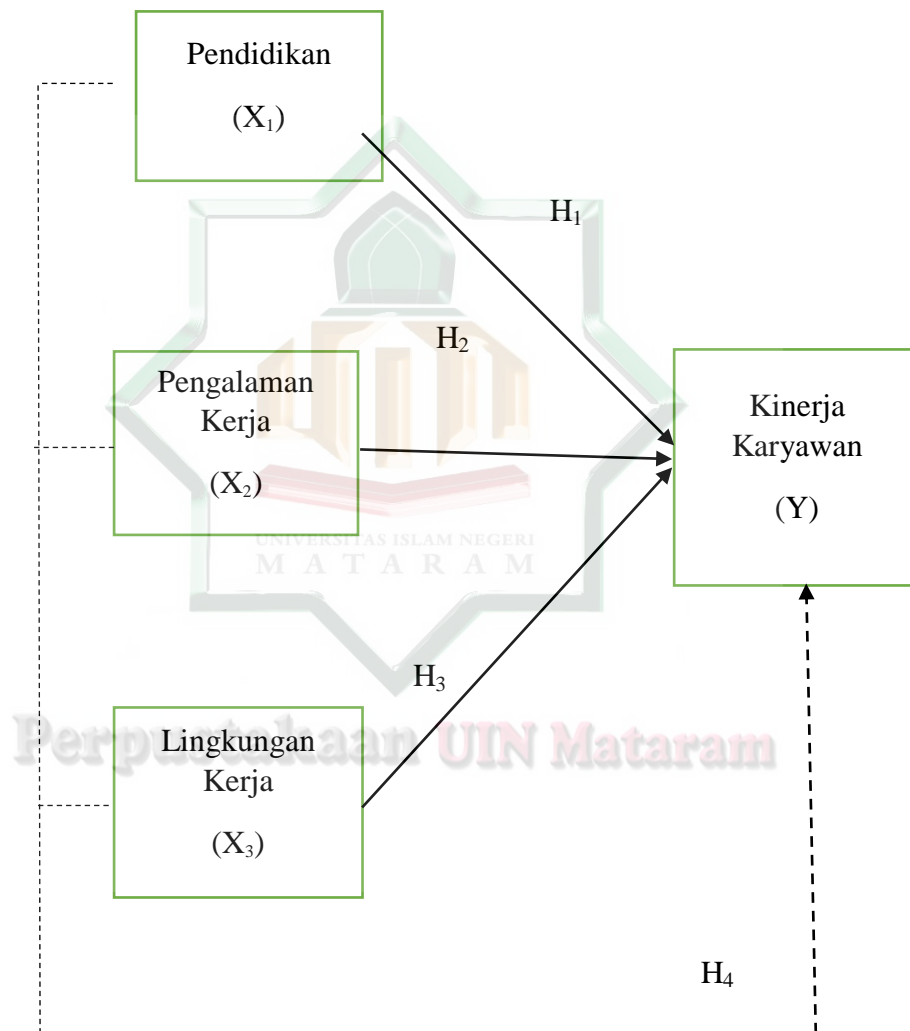 Pendidikan
(X₁)
H₁
H₂
Pengalaman
Kerja
(X₂)
Kinerja
Karyawan
(Y)
UNIVERSITAS ISLAM NEGERI
MATARAM
H₃
Perpustakaan UIN Mataram
Lingkungan
Kerja
(X₃)
H₄